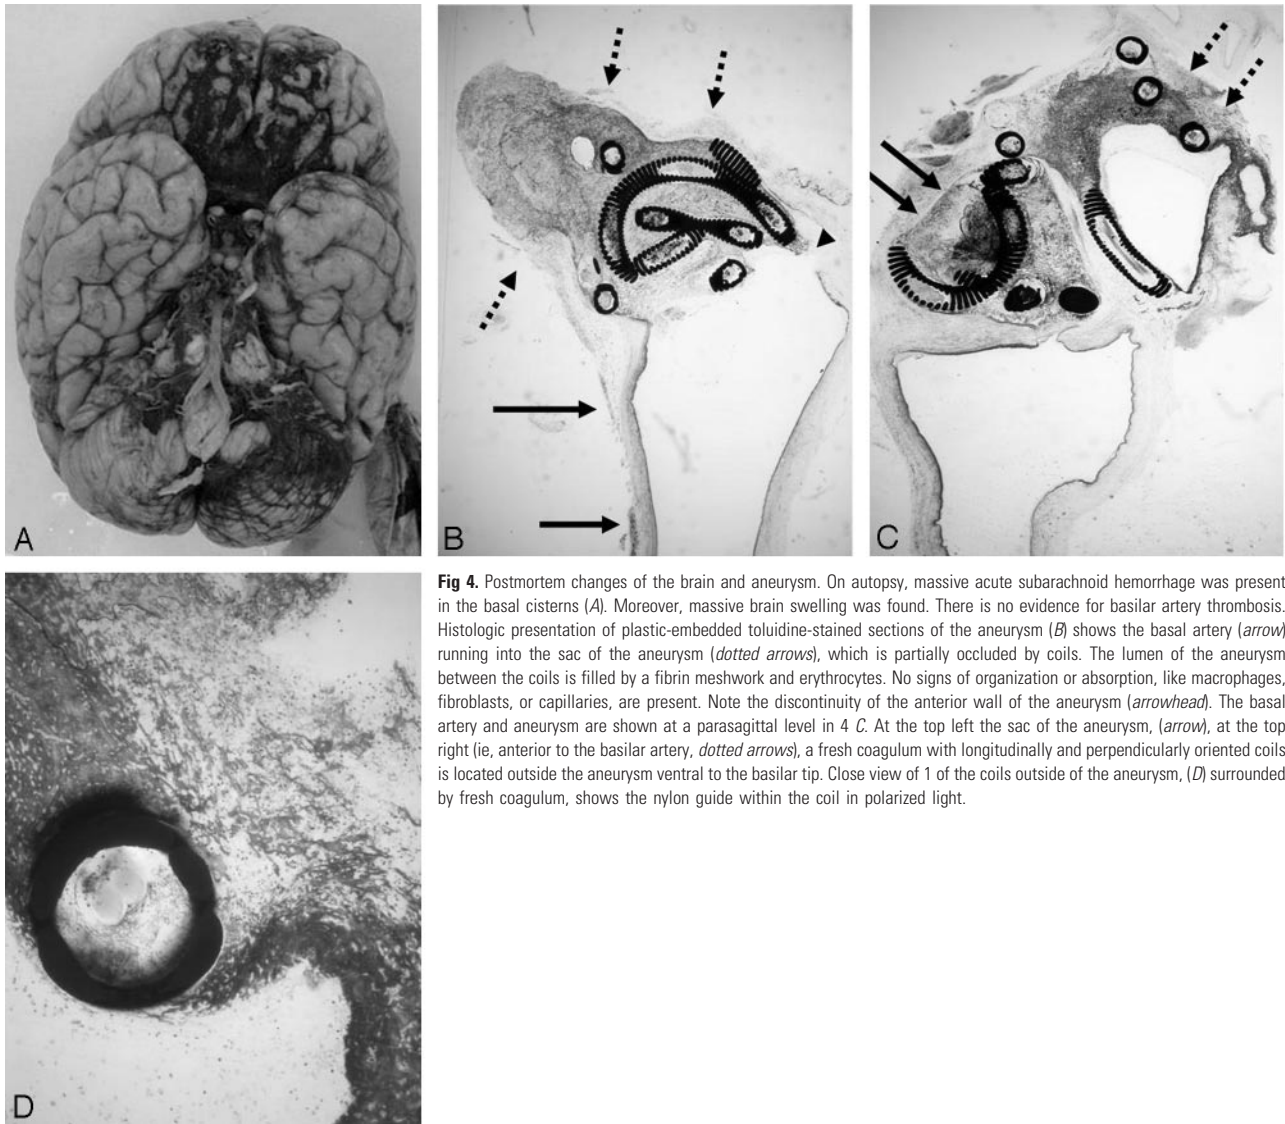 A
B
C
D
Fig 4. Postmortem changes of the brain and aneurysm. On autopsy, massive acute subarachnoid hemorrhage was present
in the basal cisterns (A). Moreover, massive brain swelling was found. There is no evidence for basilar artery thrombosis.
Histologic presentation of plastic-embedded toluidine-stained sections of the aneurysm (B) shows the basal artery (arrow)
running into the sac of the aneurysm (dotted arrows), which is partially occluded by coils. The lumen of the aneurysm
between the coils is filled by a fibrin meshwork and erythrocytes. No signs of organization or absorption, like macrophages,
fibroblasts, or capillaries, are present. Note the discontinuity of the anterior wall of the aneurysm (arrowhead). The basal
artery and aneurysm are shown at a parasagittal level in 4 C. At the top left the sac of the aneurysm, (arrow), at the top
right (ie, anterior to the basilar artery, dotted arrows), a fresh coagulum with longitudinally and perpendicularly oriented coils
is located outside the aneurysm ventral to the basilar tip. Close view of 1 of the coils outside of the aneurysm, (D) surrounded
by fresh coagulum, shows the nylon guide within the coil in polarized light.